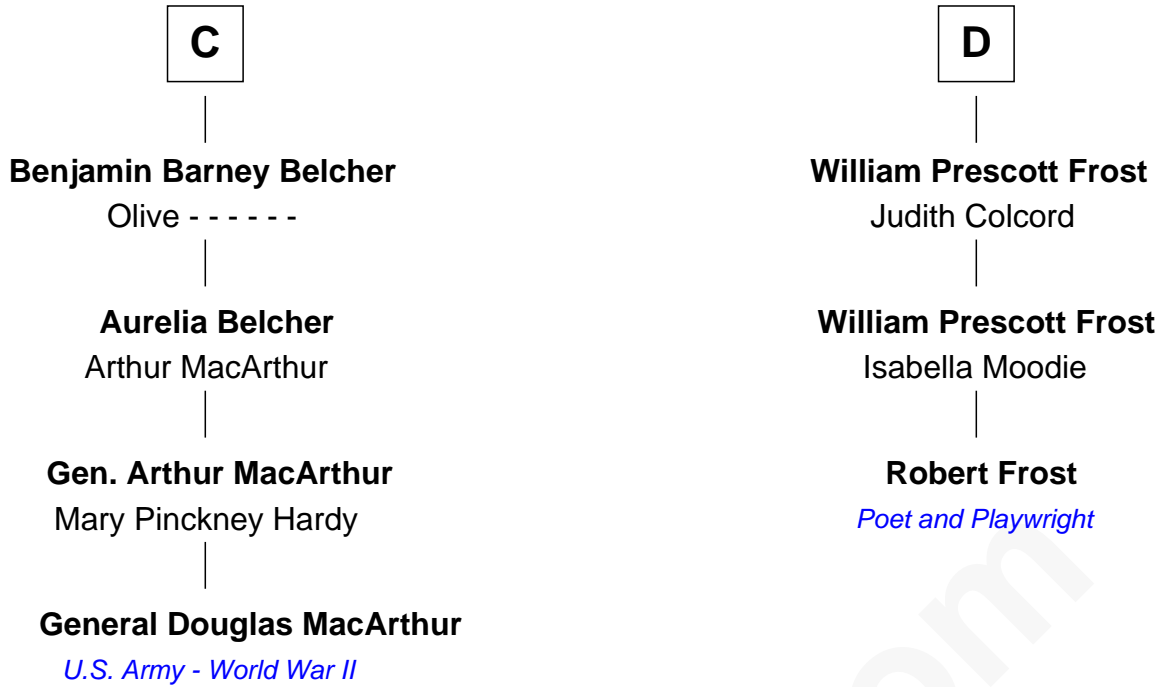 C
Benjamin Barney Belcher
Olive - - - - - -
Aurelia Belcher
Arthur MacArthur
Gen. Arthur MacArthur
Mary Pinckney Hardy
General Douglas MacArthur
U.S. Army - World War II
D
William Prescott Frost
Judith Colcord
William Prescott Frost
Isabella Moodie
Robert Frost
Poet and Playwright
om